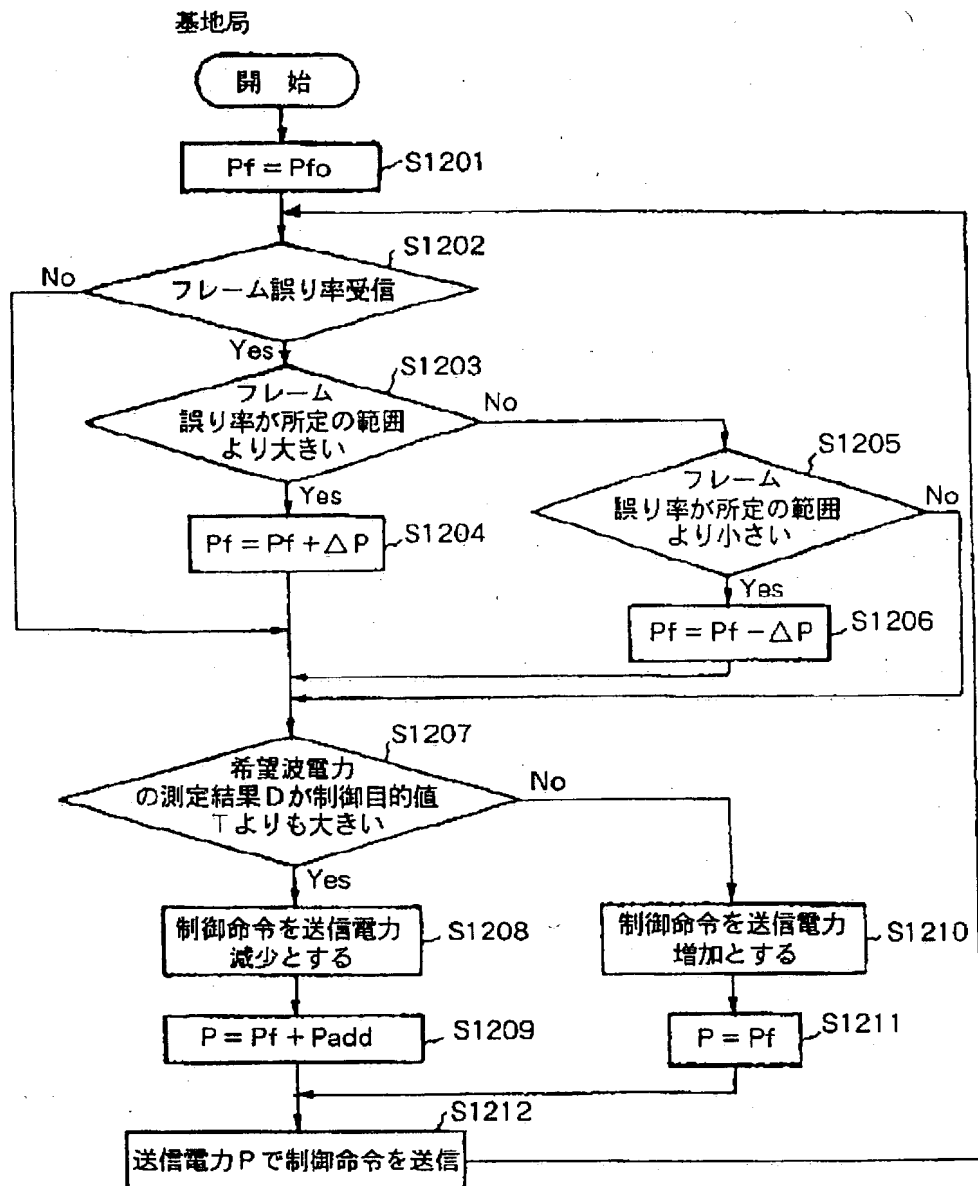 基地局
開 始
Pf = Pfo
S1201
S1202
No
フレーム誤り率受信
Yes
S1203
フレーム
誤り率が所定の範囲
より大きい
No
Yes
S1204
Pf = Pf + △P
S1205
フレーム
誤り率が所定の範囲
より小さい
No
Yes
S1206
Pf = Pf − △P
S1207
希望波電力
の測定結果Dが制御目的値
Tよりも大きい
No
Yes
制御命令を送信電力
減少とする
S1208
制御命令を送信電力
増加とする
S1210
P = Pf + Padd
S1209
P = Pf
S1211
S1212
送信電力Pで制御命令を送信